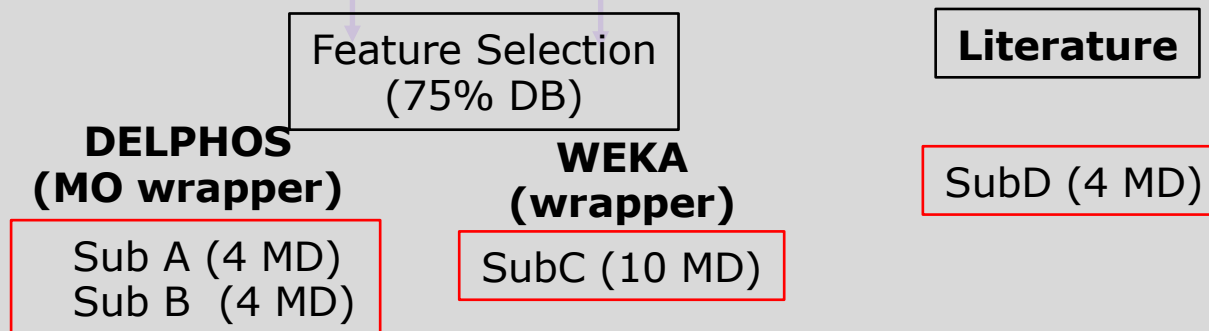 Feature Selection
(75% DB)
Literature
DELPHOS
(MO wrapper)
WEKA
(wrapper)
SubD (4 MD)
Sub A (4 MD)
Sub B (4 MD)
SubC (10 MD)